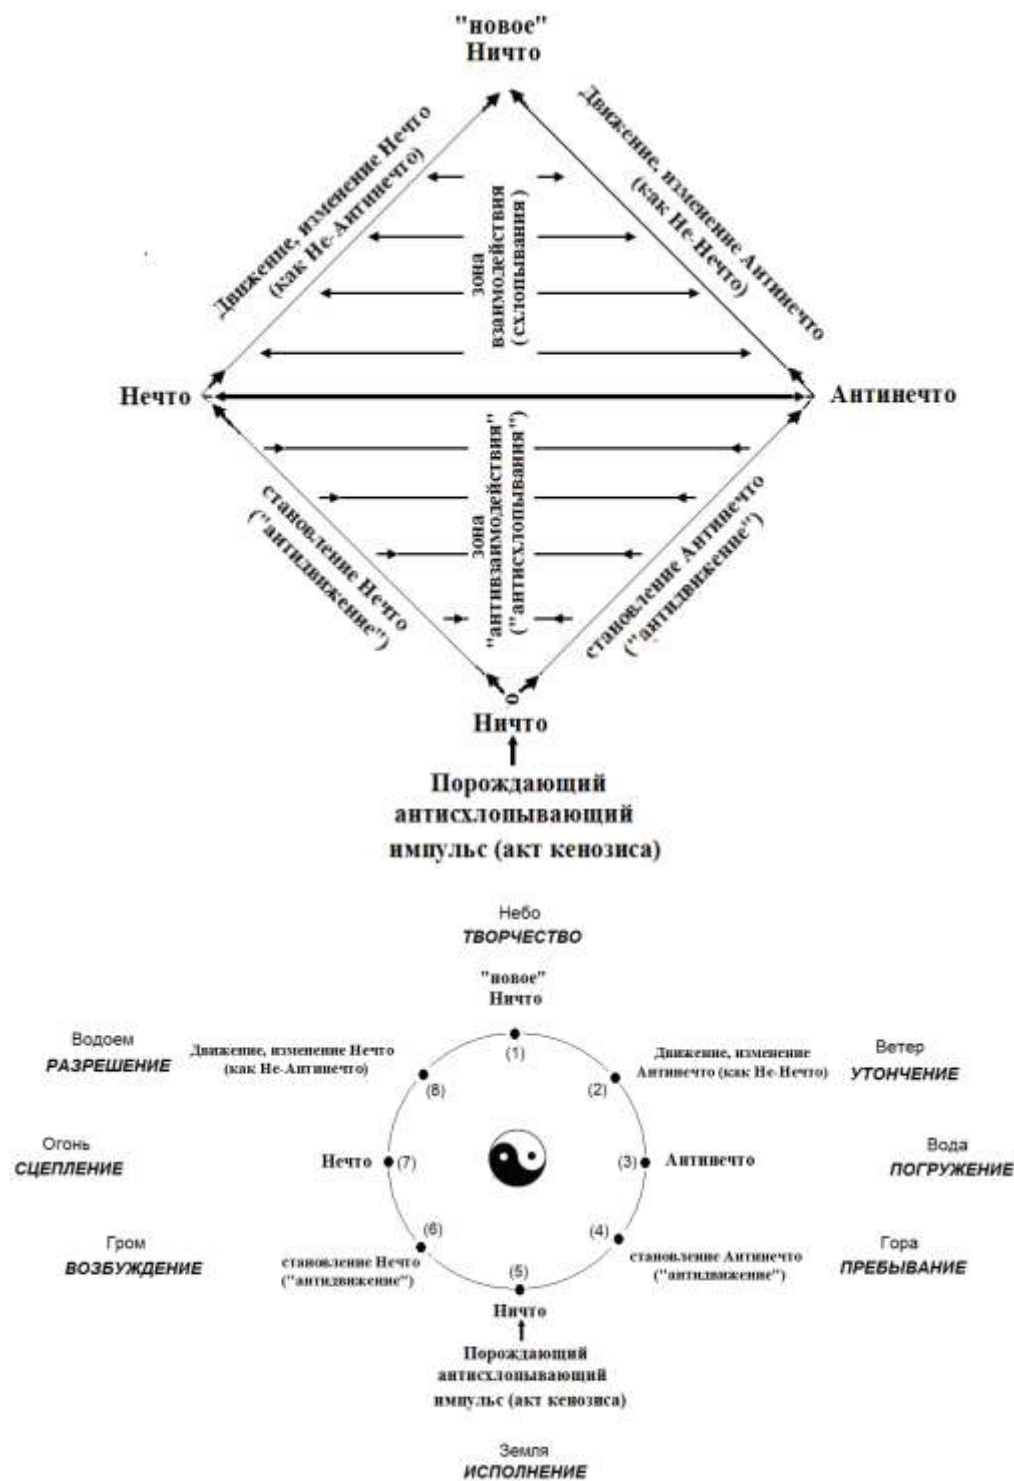 "новое"
Ничто
Движение, изменение Нечто
(как Не-Антинечто)
Движение, изменение Антинечто
(как Не-Нечто)
зона
взаимодействия
(схлопывания)
Нечто
Антинечто
становление Нечто
("антидвижение")
зона
"антивзаимодействия"
("антисхлопывания")
становление Антинечто
("антидвижение")
0
Ничто
Порождающий
антисхлопывающий
импульс (акт кенозиса)
Небо
ТВОРЧЕСТВО
"новое"
Ничто
(1)
Водоем
РАЗРЕШЕНИЕ
Движение, изменение Нечто
(как Не-Антинечто)
(8)
(2)
Движение, изменение
Антинечто (как Не-Нечто)
Ветер
УТОНЧЕНИЕ
Огонь
СЦЕПЛЕНИЕ
Нечто
(7)
(3)
Антинечто
Вода
ПОГРУЖЕНИЕ
Гром
ВОЗБУЖДЕНИЕ
(6)
становление Нечто
("антидвижение")
(4)
становление Антинечто
("антидвижение")
Гора
ПРЕБЫВАНИЕ
(5)
Ничто
Порождающий
антисхлопывающий
импульс (акт кенозиса)
Земля
ИСПОЛНЕНИЕ